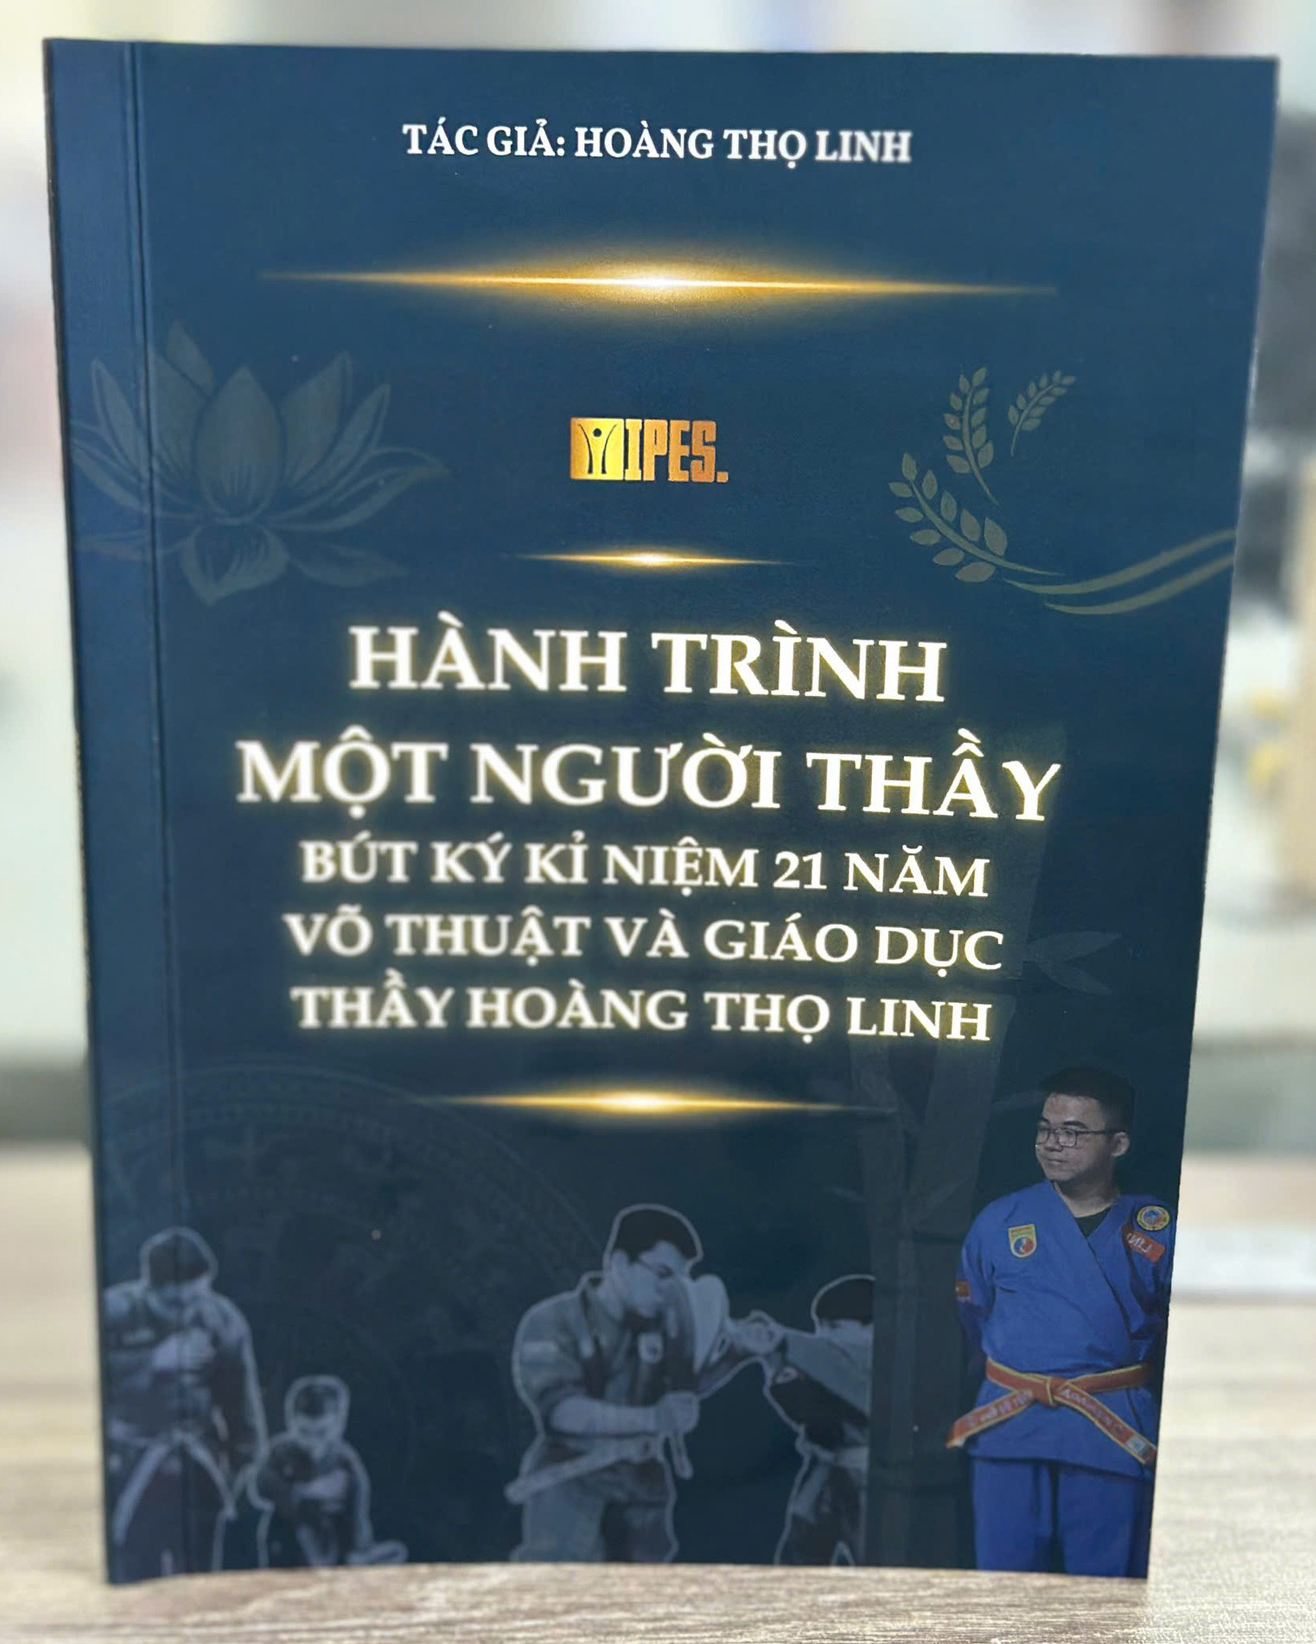 TÁC GIẢ: HOÀNG THỌ LINH
IPES.
HÀNH TRÌNH
MỘT NGƯỜI THẦY
BÚT KÝ KỈ NIỆM 21 NĂM
VÕ THUẬT VÀ GIÁO DỤC
THẦY HOÀNG THỌ LINH